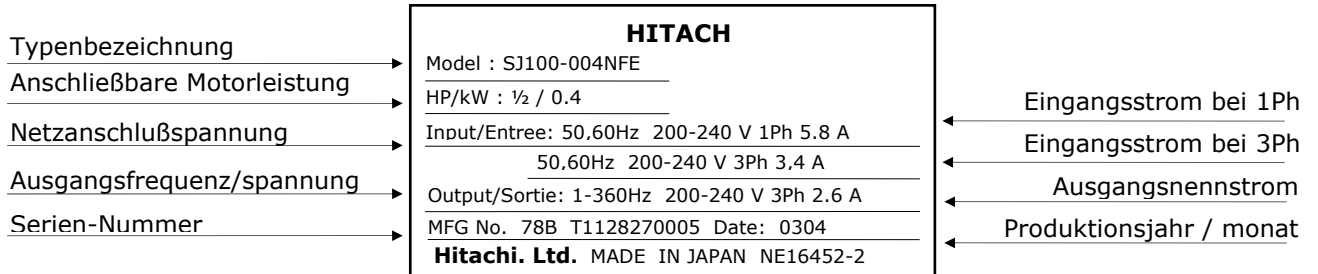 HITACH
Typenbezeichnung
Model : SJ100-004NFE
Anschließbare Motorleistung
HP/kW : ½ / 0.4
Eingangsstrom bei 1Ph
Netzanschlußspannung
Input/Entree: 50,60Hz 200-240 V 1Ph 5.8 A
Eingangsstrom bei 3Ph
50,60Hz 200-240 V 3Ph 3,4 A
Ausgangsfrequenz/spannung
Ausgangsnennstrom
Output/Sortie: 1-360Hz 200-240 V 3Ph 2.6 A
Serien-Nummer
Produktionsjahr / monat
MFG No. 78B T1128270005 Date: 0304
Hitachi. Ltd. MADE IN JAPAN NE16452-2